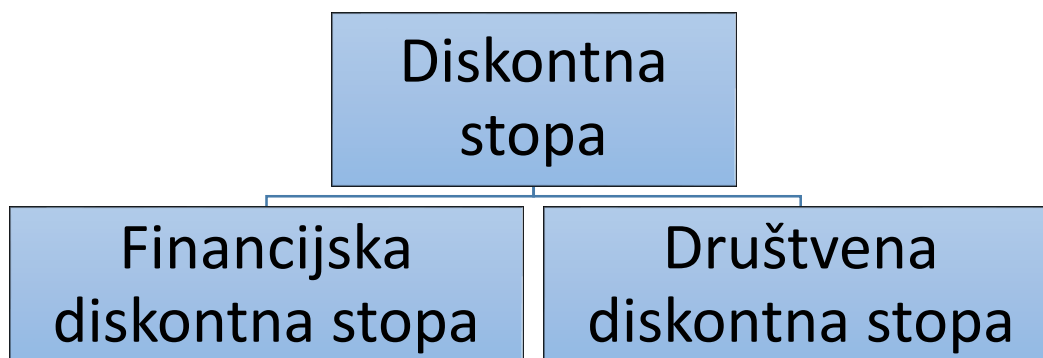 Diskontna
stopa
Financijska
diskontna stopa
Društvena
diskontna stopa